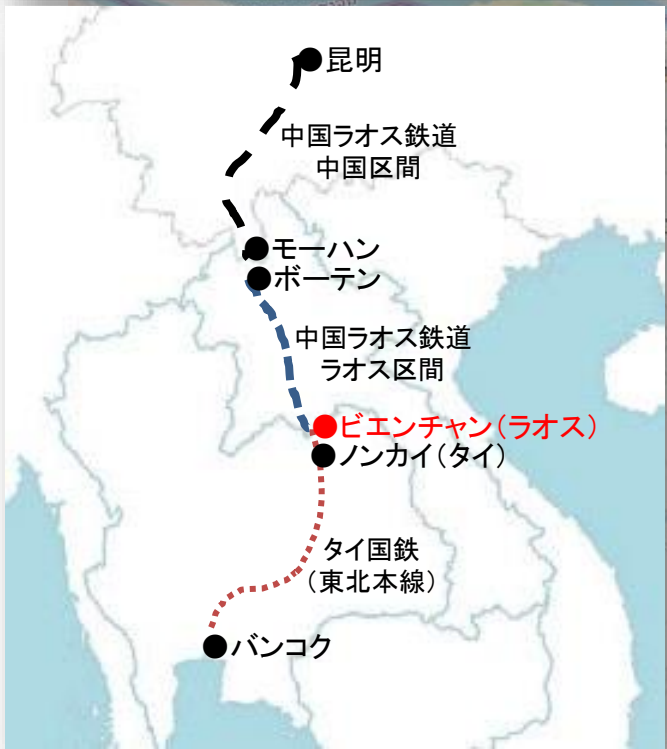 昆明
中国ラオス鉄道
中国区間
モーハン
ボーテン
中国ラオス鉄道
ラオス区間
ビエンチャン(ラオス)
ノンカイ(タイ)
タイ国鉄
(東北本線)
バンコク